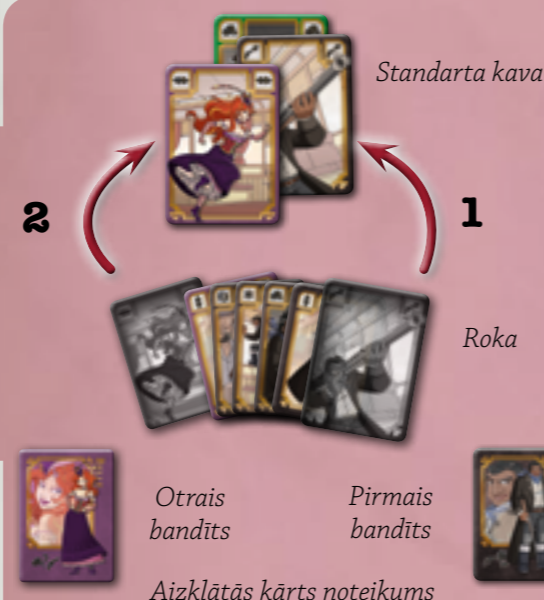 Standarta kava
2
1
Roka
Otrais
bandīts
Pirmais
bandīts
Aizklātās kārts noteikums